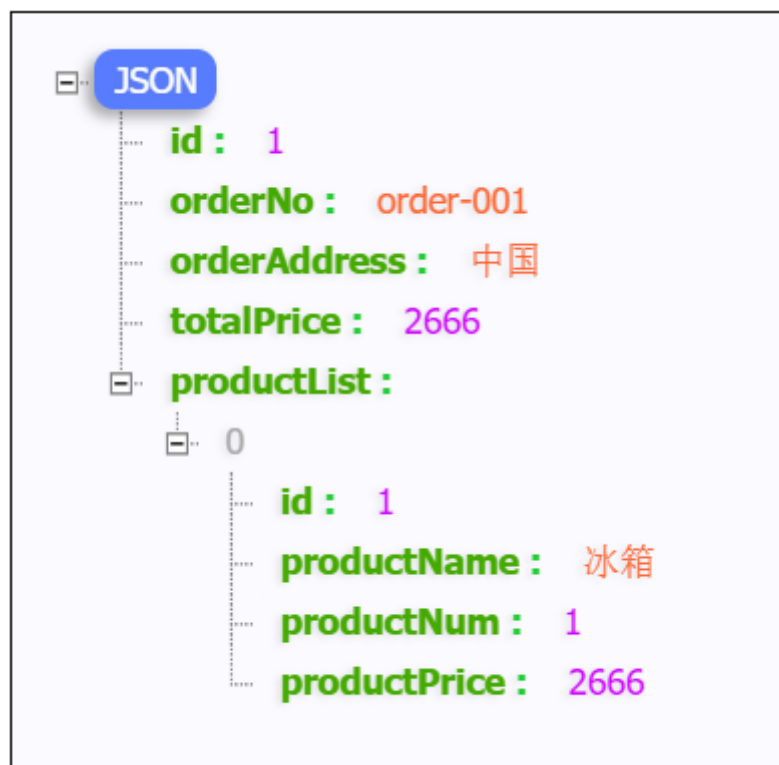 JSON
id : 1
orderNo : order-001
orderAddress : 中国
totalPrice : 2666
productList :
0
id : 1
productName : 冰箱
productNum : 1
productPrice : 2666